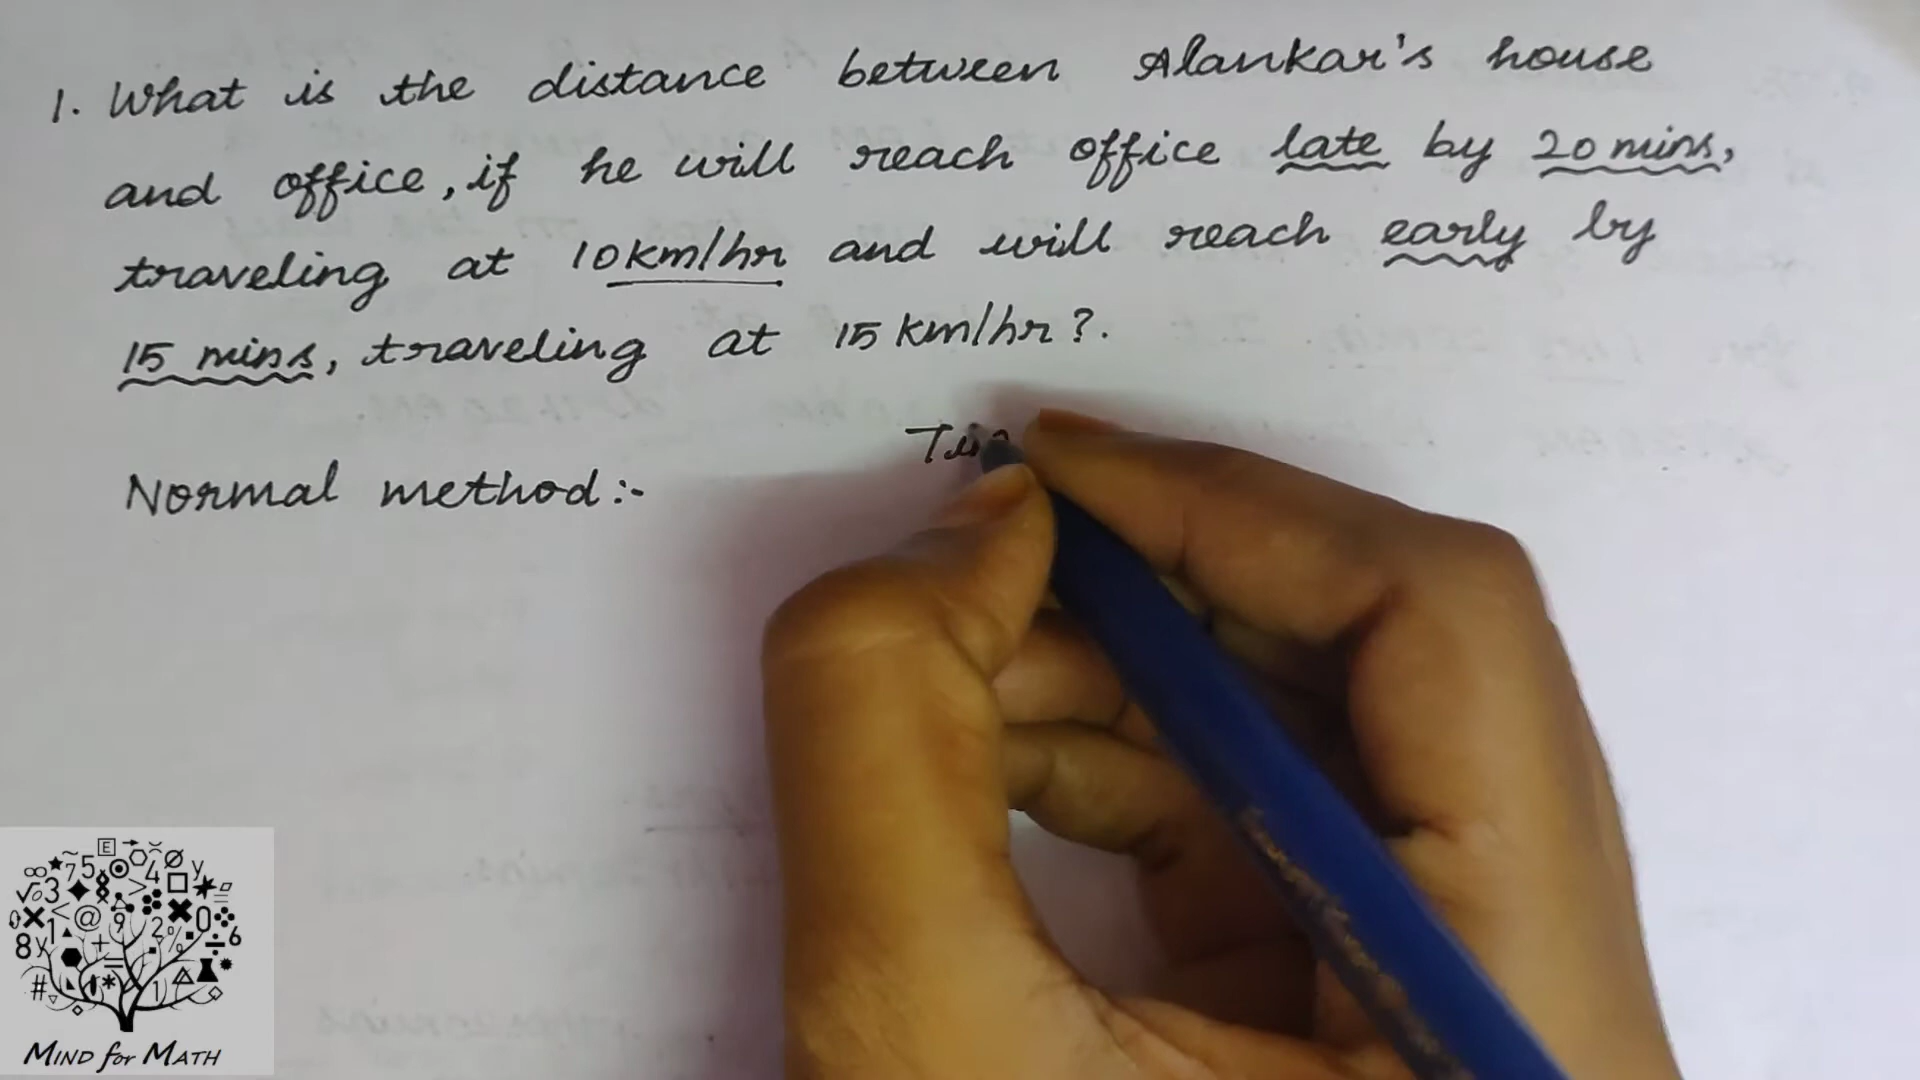 1. What is the distance between Alankar's house
and office, if he will reach office late by 20 mins,
traveling at 10km/hr and will reach early by
15 mins, traveling at 15 km/hr?.
Normal method:-
MIND for MATH